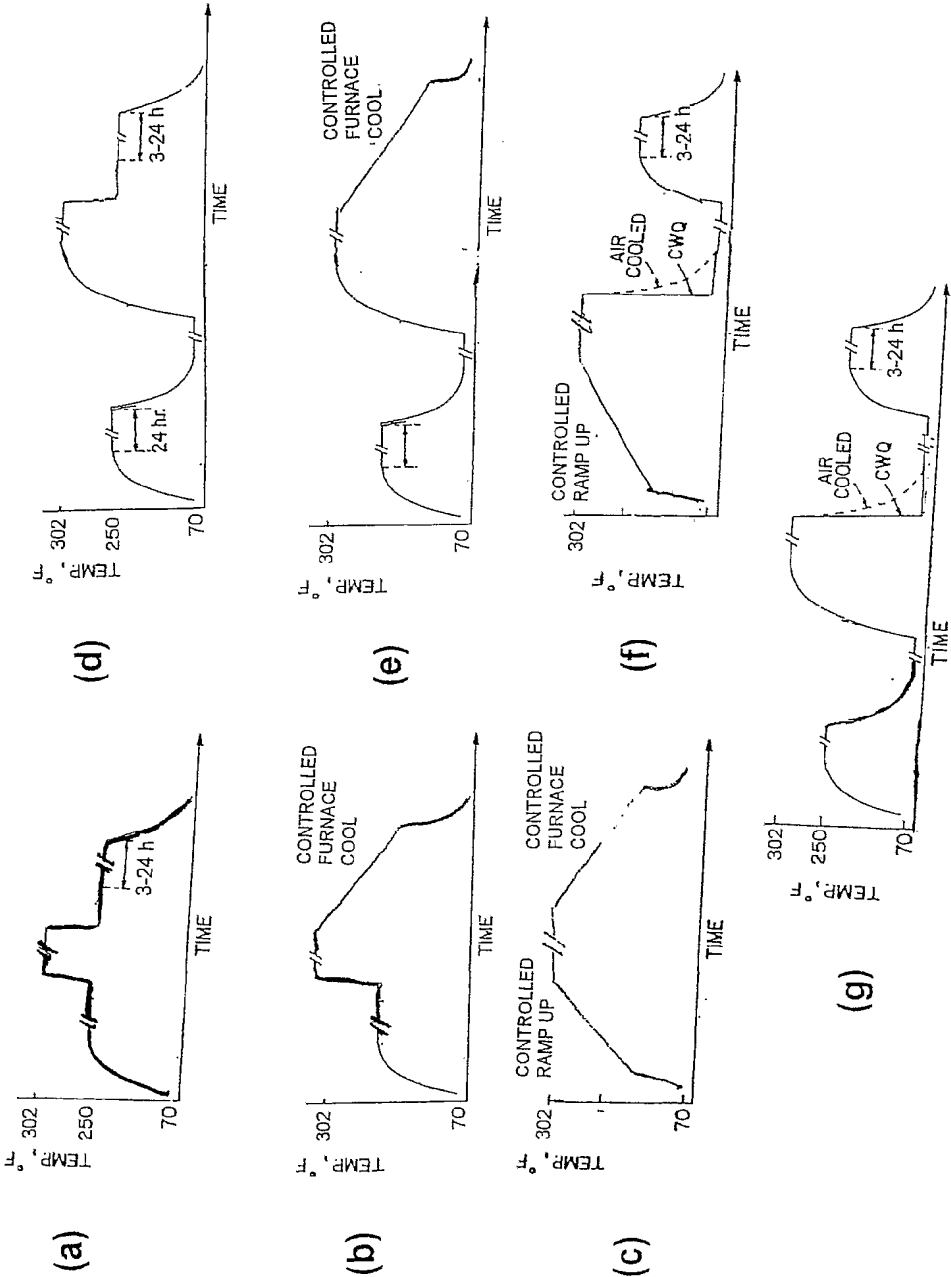 (a)
TEMP., °F
302
250
70
3-24 h
TIME
(b)
TEMP., °F
302
70
CONTROLLED
FURNACE
COOL
(c)
TEMP., °F
302
70
CONTROLLED
RAMP UP
CONTROLLED
FURNACE
COOL
TIME
(d)
TEMP., °F
302
250
70
24 hr.
3-24 h
TIME
(e)
TEMP., °F
302
70
CONTROLLED
FURNACE
COOL
(f)
TEMP., °F
302
CONTROLLED
RAMP UP
AIR
COOLED
CWQ
3-24 h
TIME
(g)
TEMP., °F
302
250
70
AIR
COOLED
CWQ
3-24 h
TIME